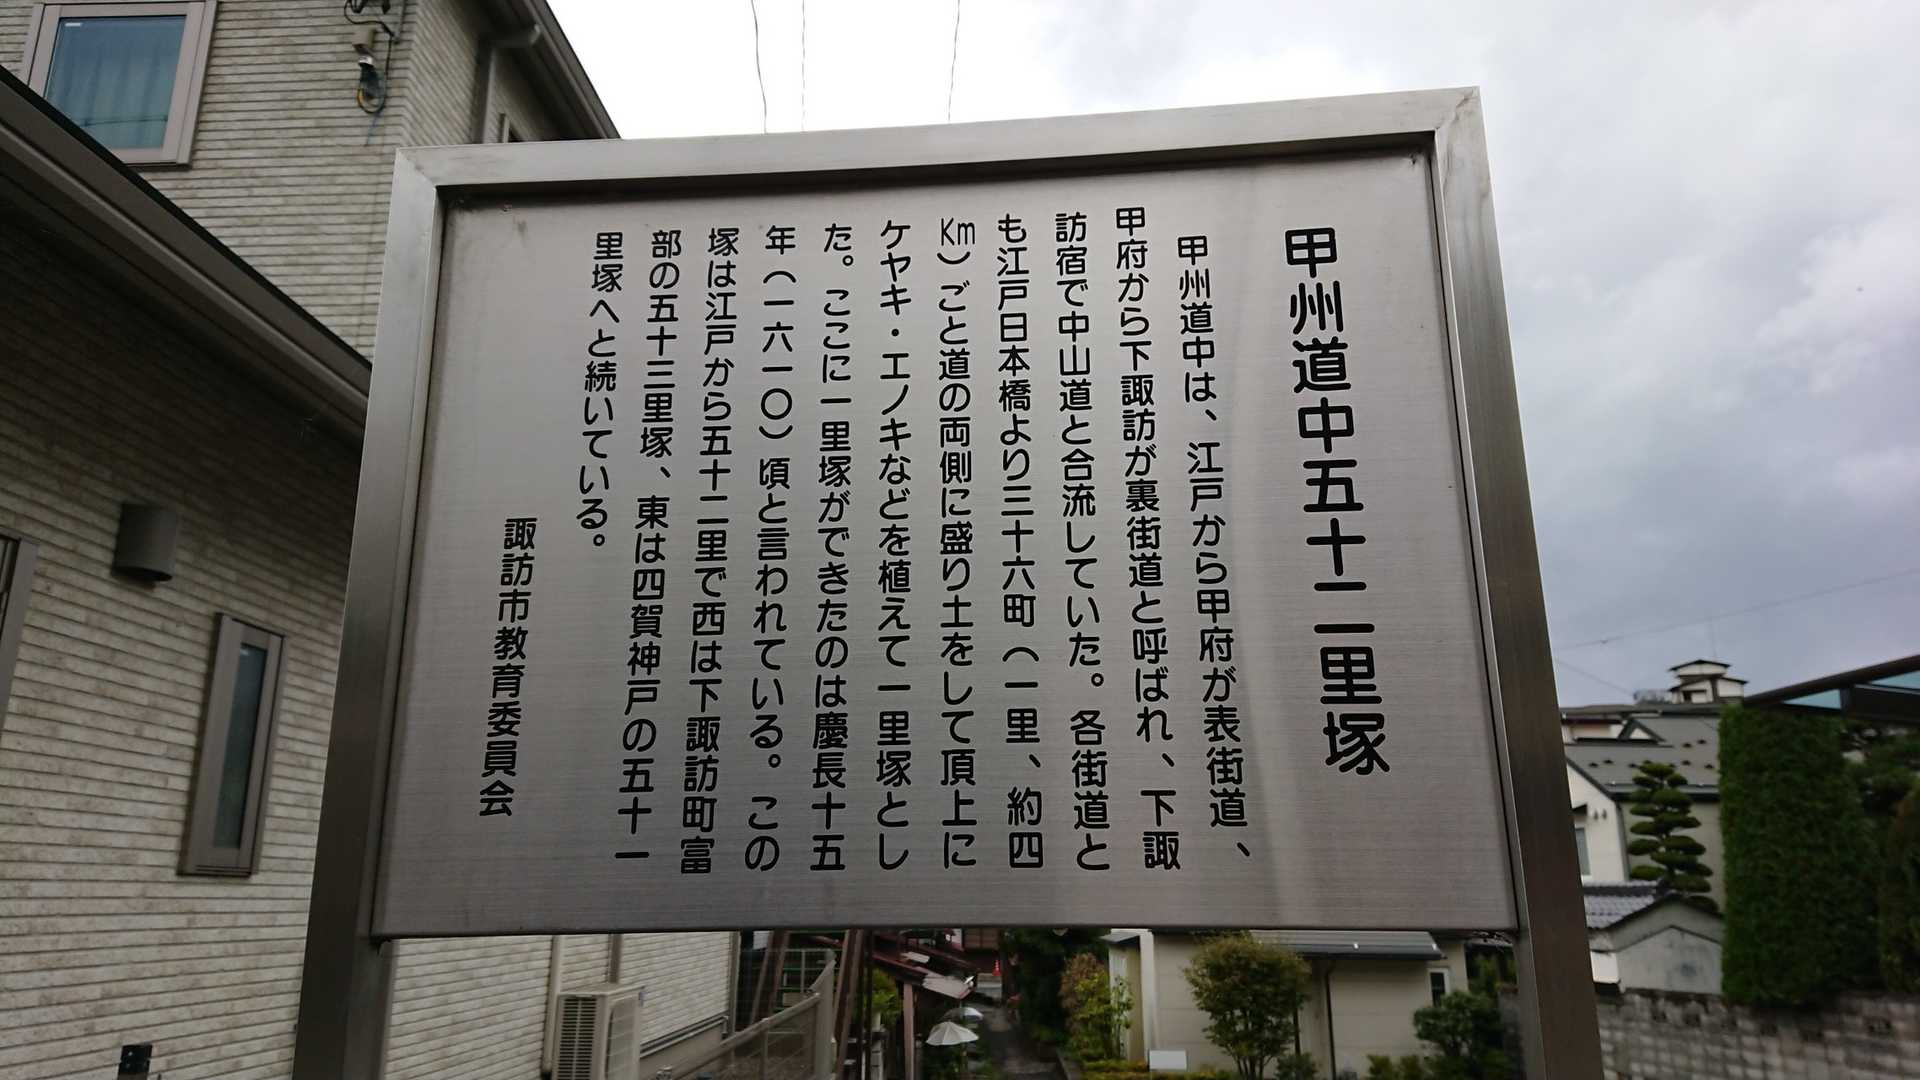 甲州道中五十二里塚
甲州道中は、江戸から甲府が表街道、
甲府から下諏訪が裏街道と呼ばれ、下諏
訪宿で中山道と合流していた。各街道と
も江戸日本橋より三十六町（一里、約四
Km）ごと道の両側に盛り土をして頂上に
ケヤキ・エノキなどを植えて一里塚とし
た。ここに一里塚ができたのは慶長十五
年（一六一〇）頃と言われている。この
塚は江戸から五十二里で西は下諏訪町富
部の五十三里塚、東は四賀神戸の五十一
里塚へと続いている。
諏訪市教育委員会